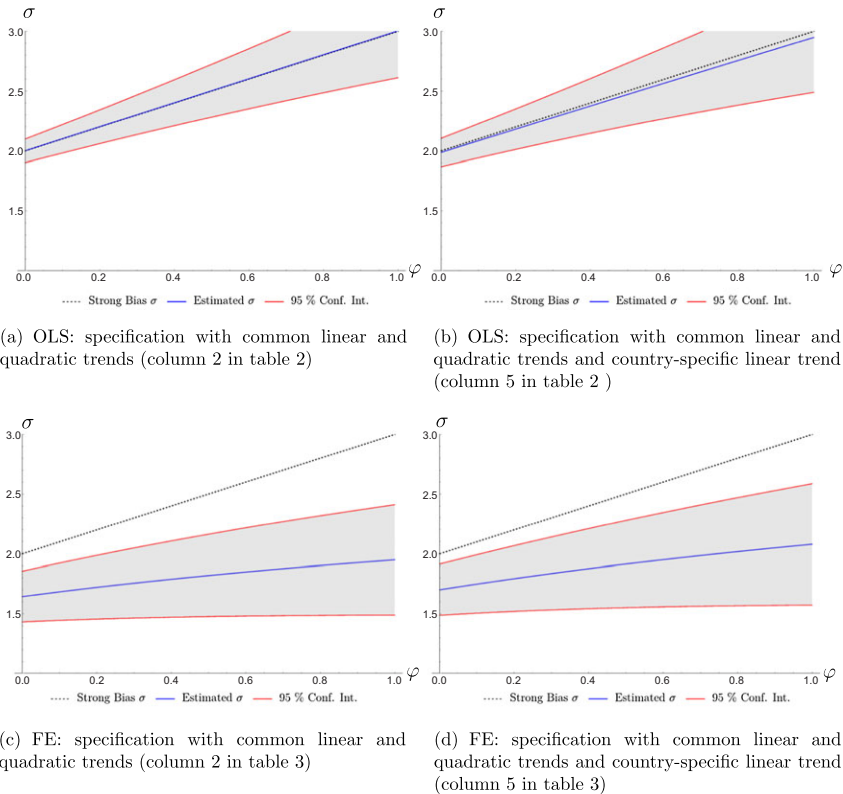 σ
3.0
2.5
2.0
1.5
0.0 0.2 0.4 0.6 0.8 1.0 φ
Strong Bias σ Estimated σ 95 % Conf. Int.
(a) OLS: specification with common linear and
quadratic trends (column 2 in table 2)
σ
3.0
2.5
2.0
1.5
0.0 0.2 0.4 0.6 0.8 1.0 φ
Strong Bias σ Estimated σ 95 % Conf. Int.
(b) OLS: specification with common linear and
quadratic trends and country-specific linear trend
(column 5 in table 2 )
σ
3.0
2.5
2.0
1.5
0.0 0.2 0.4 0.6 0.8 1.0 φ
Strong Bias σ Estimated σ 95 % Conf. Int.
(c) FE: specification with common linear and
quadratic trends (column 2 in table 3)
σ
3.0
2.5
2.0
1.5
0.0 0.2 0.4 0.6 0.8 1.0 φ
Strong Bias σ Estimated σ 95 % Conf. Int.
(d) FE: specification with common linear and
quadratic trends and country-specific linear trend
(column 5 in table 3)